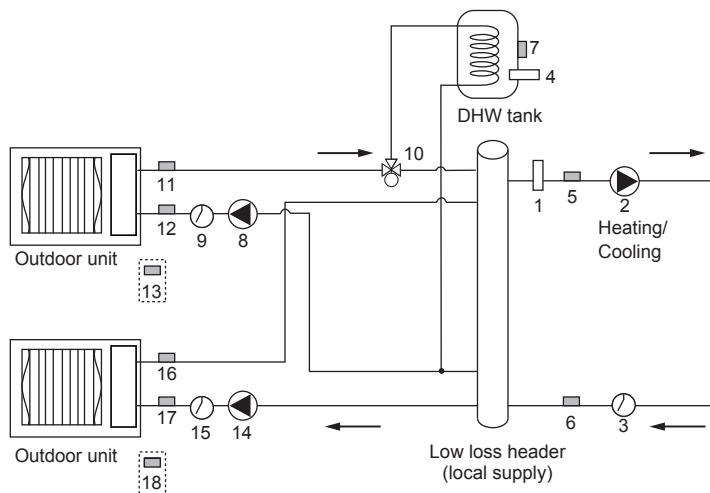 7
4
DHW tank
10
11
1
5
2
12
9
8
Heating/
Cooling
Outdoor unit
13
16
17
15
14
6
3
Outdoor unit
Low loss header
(local supply)
18